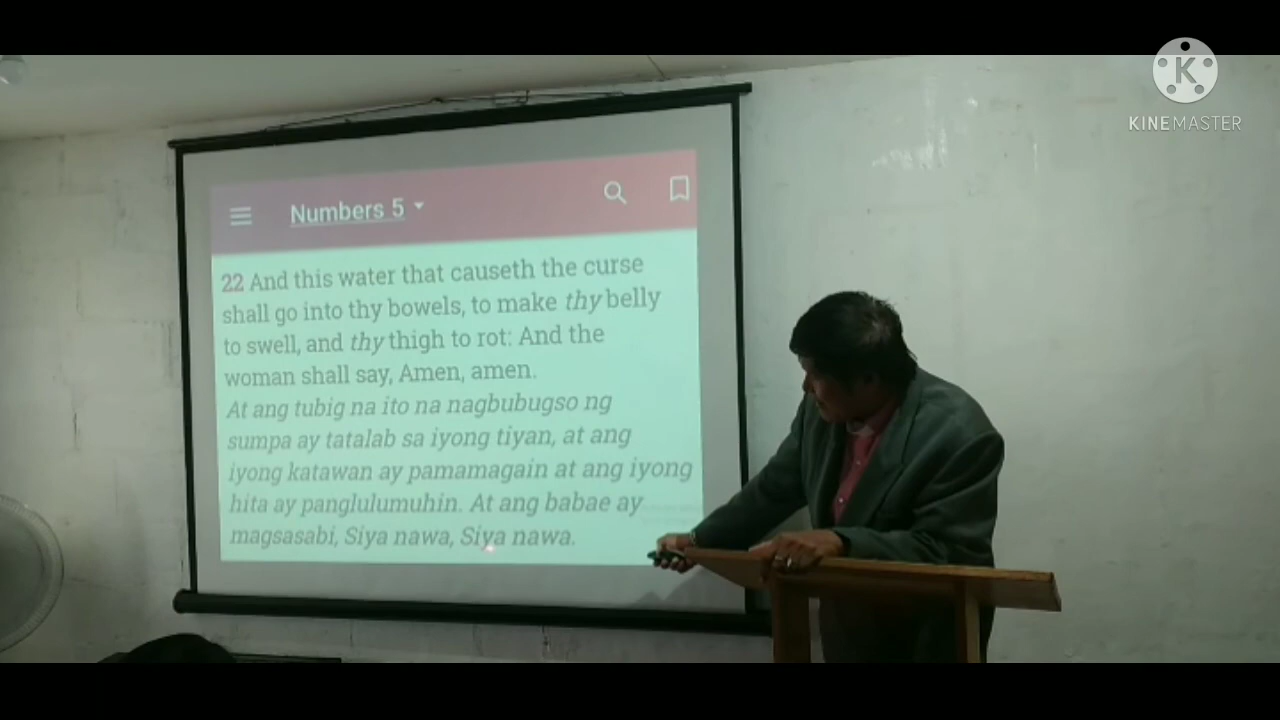 KINEMASTER
Numbers 5
22 And this water that causeth the curse
shall go into thy bowels, to make thy belly
to swell, and thy thigh to rot: And the
woman shall say, Amen, amen.
At ang tubig na ito na nagbubugso ng
sumpa ay tatalab sa iyong tiyan, at ang
iyong katawan ay pamamagain at ang iyong
hita ay panglulumuhin. At ang babae ay
magsasabi, Siya nawa, Siya nawa.